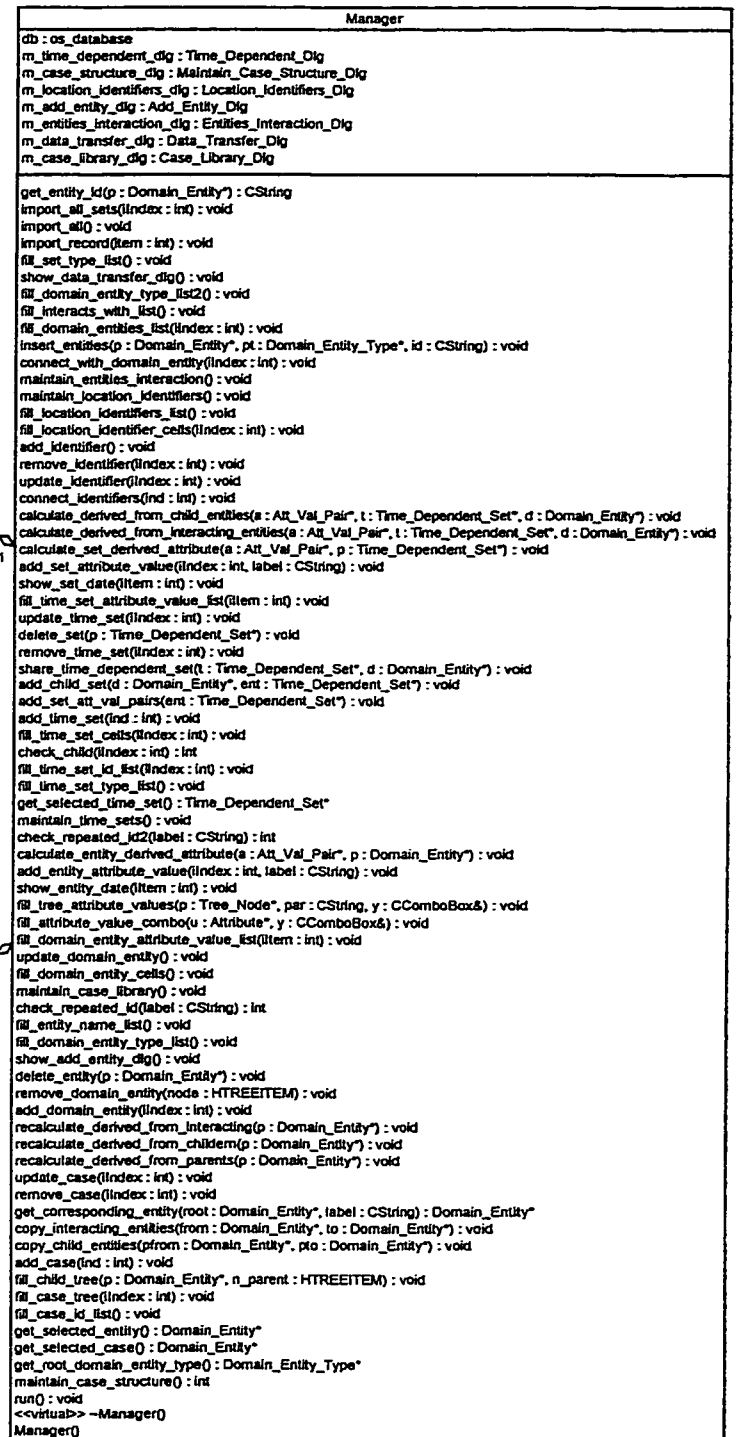 Manager
db : os_database
m_time_dependent_dlg : Time_Dependent_Dlg
m_case_structure_dlg : Maintain_Case_Structure_Dlg
m_location_identifiers_dlg : Location_Identifiers_Dlg
m_add_entity_dlg : Add_Entity_Dlg
m_entities_interaction_dlg : Entities_Interaction_Dlg
m_data_transfer_dlg : Data_Transfer_Dlg
m_case_library_dlg : Case_Library_Dlg
get_entity_id(p : Domain_Entity*) : CString
import_all_sets(iIndex : int) : void
import_all() : void
import_record(item : int) : void
fill_set_type_list() : void
show_data_transfer_dlg() : void
fill_domain_entity_type_list2() : void
fill_interacts_with_list() : void
fill_domain_entities_list(iIndex : int) : void
insert_entities(p : Domain_Entity*, pt : Domain_Entity_Type*, id : CString) : void
connect_with_domain_entity(iIndex : int) : void
maintain_entities_interaction() : void
maintain_location_identifiers() : void
fill_location_identifiers_list() : void
fill_location_identifier_cells(iIndex : int) : void
add_identifier() : void
remove_identifier(iIndex : int) : void
update_identifier(iIndex : int) : void
connect_identifiers(ind : int) : void
calculate_derived_from_child_entities(a : Att_Val_Pair*, t : Time_Dependent_Set*, d : Domain_Entity*) : void
calculate_derived_from_interacting_entities(a : Att_Val_Pair*, t : Time_Dependent_Set*, d : Domain_Entity*) : void
calculate_set_derived_attribute(a : Att_Val_Pair*, p : Time_Dependent_Set*) : void
1
add_set_attribute_value(iIndex : int, label : CString) : void
show_set_date(iItem : int) : void
fill_time_set_attribute_value_list(iItem : int) : void
update_time_set(iIndex : int) : void
delete_set(p : Time_Dependent_Set*) : void
remove_time_set(iIndex : int) : void
share_time_dependent_set(t : Time_Dependent_Set*, d : Domain_Entity*) : void
add_child_set(d : Domain_Entity*, ent : Time_Dependent_Set*) : void
add_set_att_val_pairs(ent : Time_Dependent_Set*) : void
add_time_set(ind : int) : void
fill_time_set_cells(iIndex : int) : void
check_child(iIndex : int) : int
fill_time_set_id_list(iIndex : int) : void
fill_time_set_type_list() : void
get_selected_time_set() : Time_Dependent_Set*
maintain_time_sets() : void
check_repeated_id2(label : CString) : int
calculate_entity_derived_attribute(a : Att_Val_Pair*, p : Domain_Entity*) : void
add_entity_attribute_value(iIndex : int, label : CString) : void
show_entity_date(iItem : int) : void
fill_tree_attribute_values(p : Tree_Node*, par : CString, y : CComboBox&) : void
fill_attribute_value_combo(u : Attribute*, y : CComboBox&) : void
fill_domain_entity_attribute_value_list(iItem : int) : void
update_domain_entity() : void
fill_domain_entity_cells() : void
maintain_case_library() : void
check_repeated_id(label : CString) : int
fill_entity_name_list() : void
fill_domain_entity_type_list() : void
show_add_entity_dlg() : void
delete_entity(p : Domain_Entity*) : void
remove_domain_entity(node : HTREEITEM) : void
add_domain_entity(iIndex : int) : void
recalculate_derived_from_interacting(p : Domain_Entity*) : void
recalculate_derived_from_childern(p : Domain_Entity*) : void
recalculate_derived_from_parents(p : Domain_Entity*) : void
update_case(iIndex : int) : void
remove_case(iIndex : int) : void
get_corresponding_entity(root : Domain_Entity*, label : CString) : Domain_Entity*
copy_interacting_entities(from : Domain_Entity*, to : Domain_Entity*) : void
copy_child_entities(pfrom : Domain_Entity*, pto : Domain_Entity*) : void
add_case(ind : int) : void
fill_child_tree(p : Domain_Entity*, n_parent : HTREEITEM) : void
fill_case_tree(iIndex : int) : void
fill_case_id_list() : void
get_selected_entity() : Domain_Entity*
get_selected_case() : Domain_Entity*
get_root_domain_entity_type() : Domain_Entity_Type*
maintain_case_structure() : int
run() : void
<<virtual>> ~Manager()
Manager()